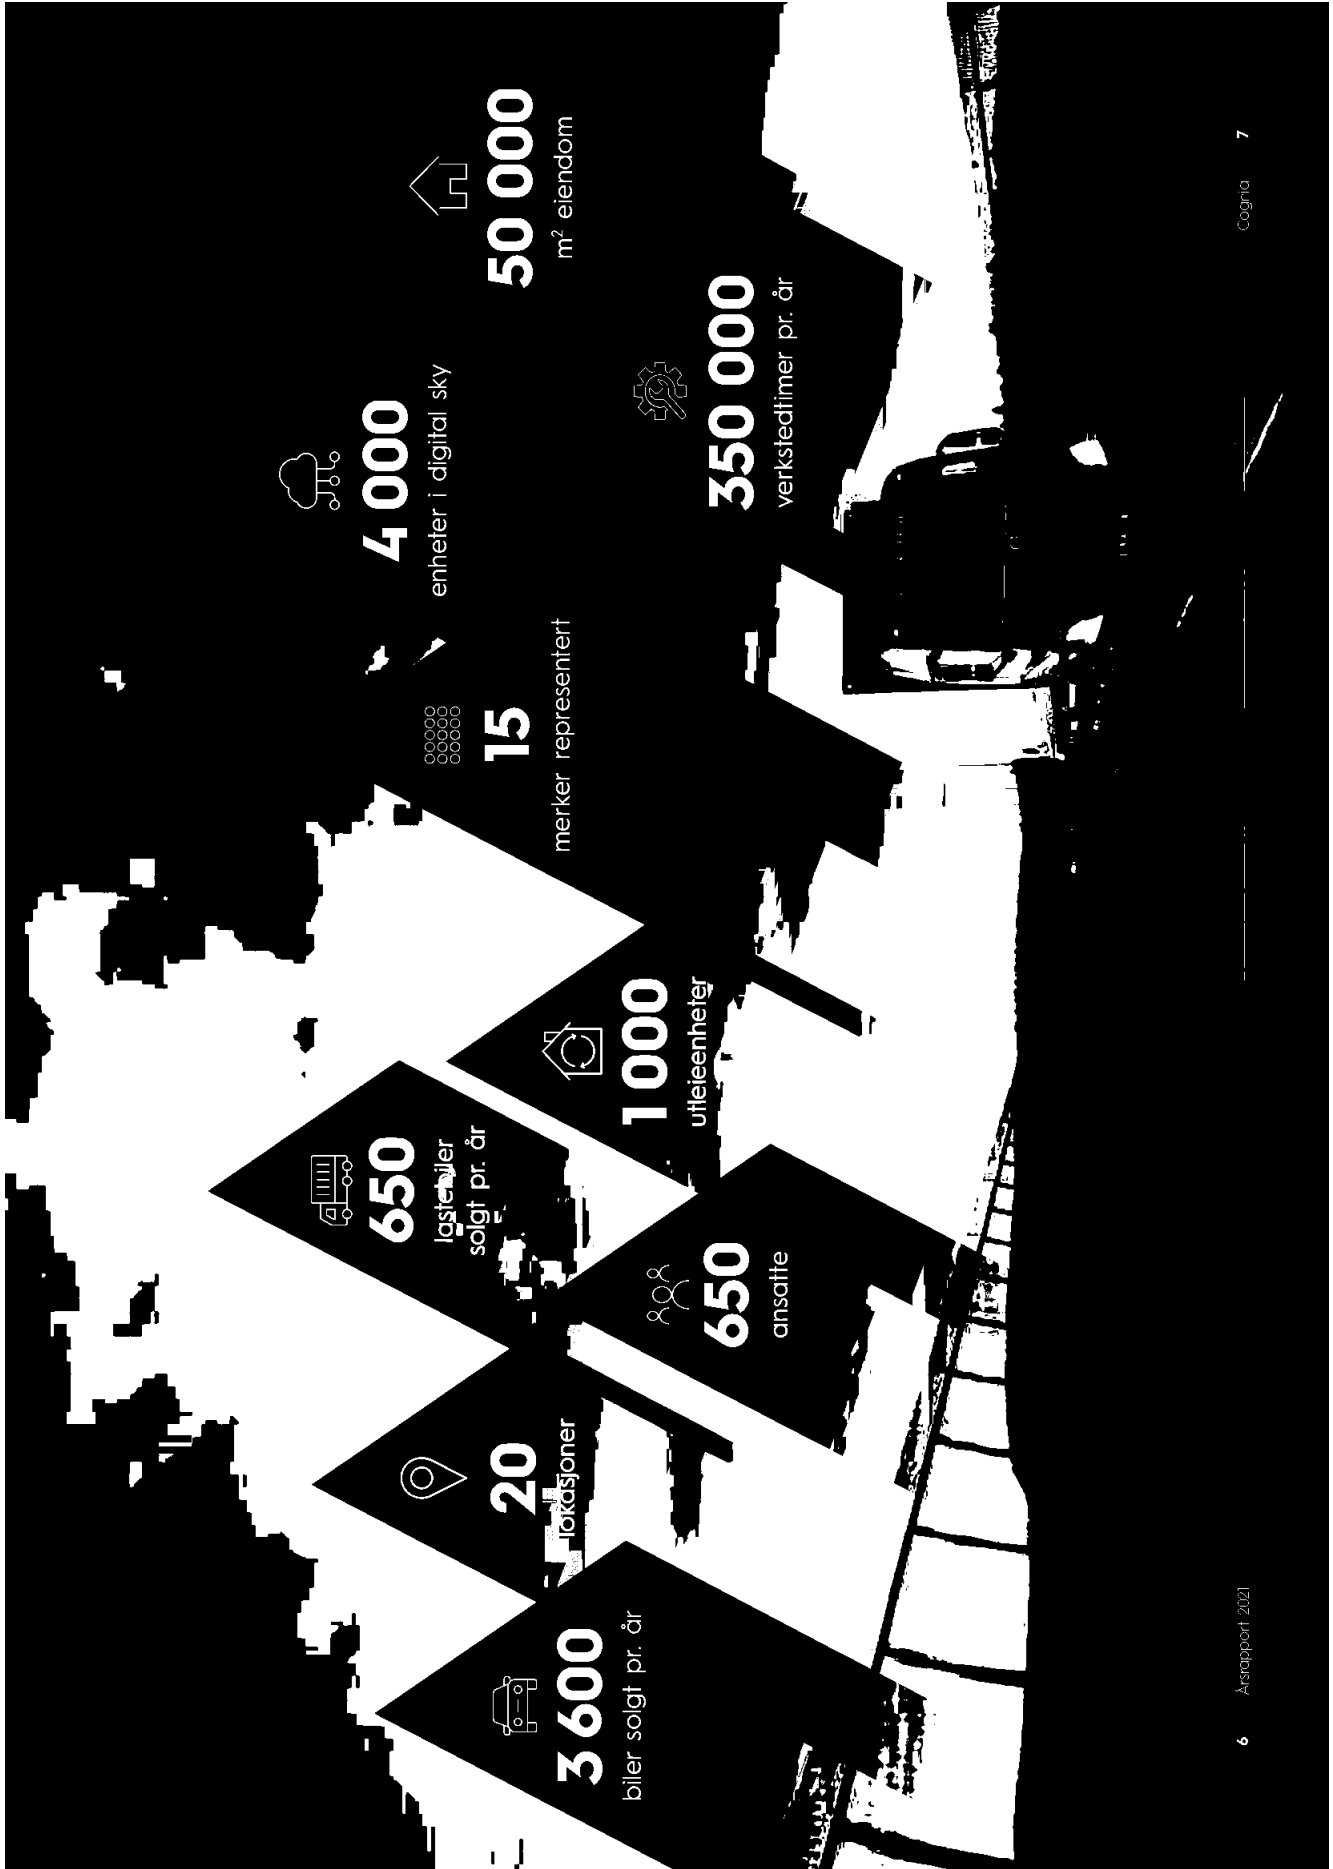 3 600
biler solgt pr. år
20
lokasjoner
650
lastebiler
solgt pr. år
650
ansatte
1 000
utleieenheter
15
merker representert
4 000
enheter i digital sky
350 000
verkstedtimer pr. år
50 000
m² eiendom
6 Årsrapport 2021
Cognia 7